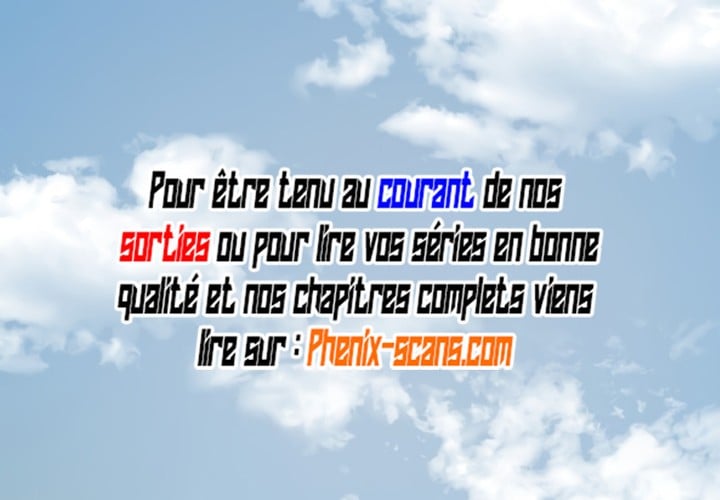 Pour être tenu au courant de nos
sorties ou pour lire vos séries en bonne
qualité et nos chapitres complets viens
lire sur : Phenix-scans.com